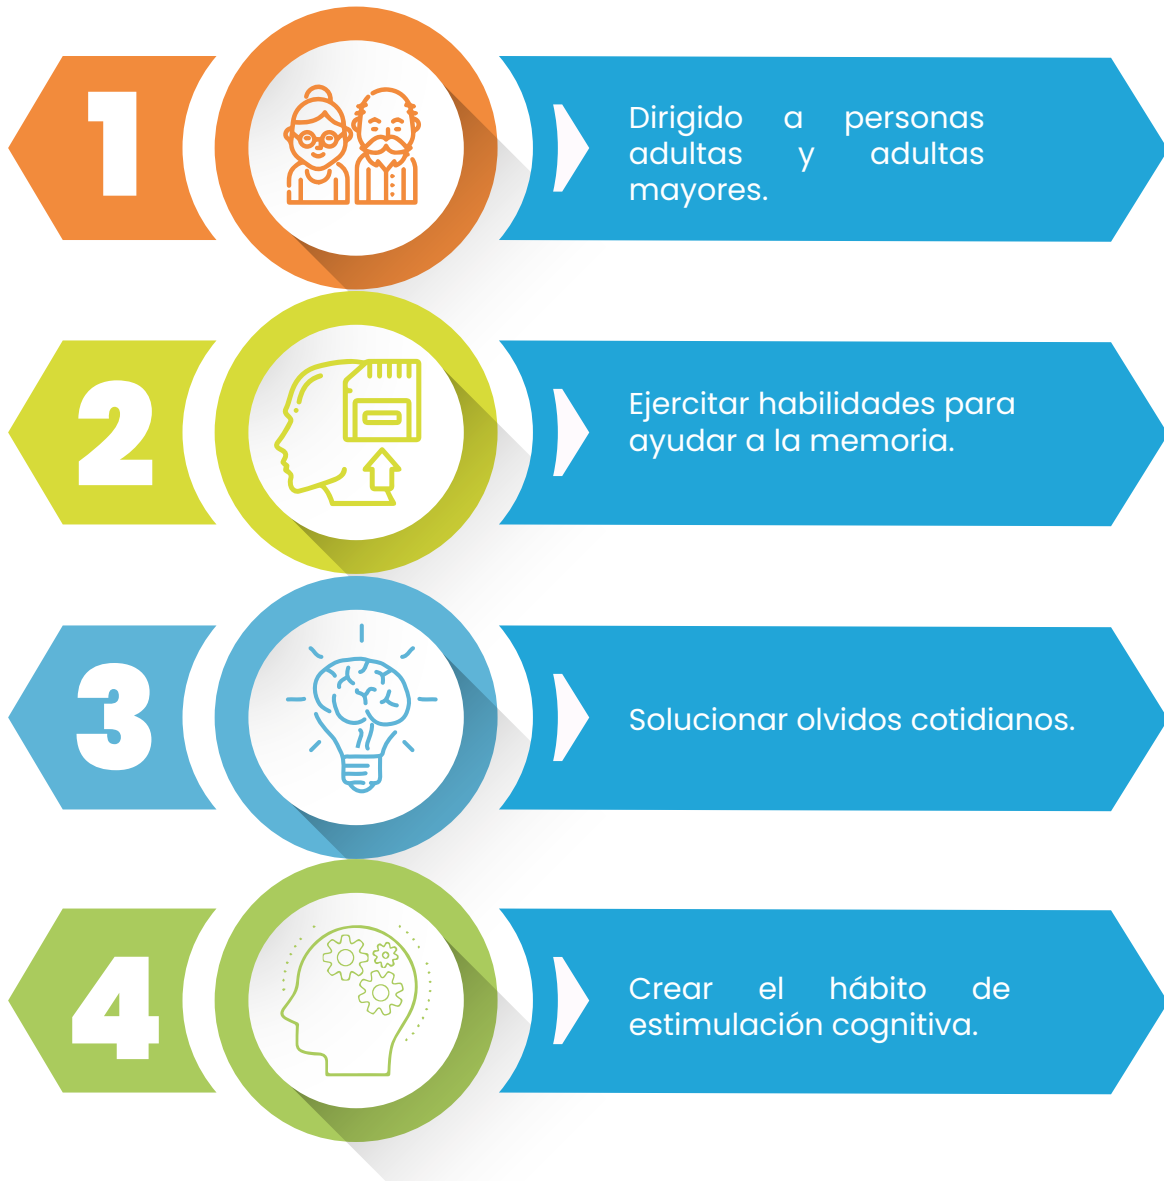 1
Dirigido a personas
adultas y adultas
mayores.
2
Ejercitar habilidades para
ayudar a la memoria.
3
Solucionar olvidos cotidianos.
4
Crear el hábito de
estimulación cognitiva.